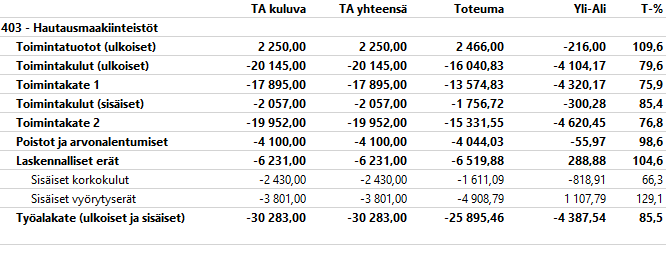 TA kuluva TA yhteensä Toteuma Yli-Ali T-%
403 - Hautausmaakiinteistöt
Toimintatuotot (ulkoiset) 2 250,00 2 250,00 2 466,00 -216,00 109,6
Toimintakulut (ulkoiset) -20 145,00 -20 145,00 -16 040,83 -4 104,17 79,6
Toimintakate 1 -17 895,00 -17 895,00 -13 574,83 -4 320,17 75,9
Toimintakulut (sisäiset) -2 057,00 -2 057,00 -1 756,72 -300,28 85,4
Toimintakate 2 -19 952,00 -19 952,00 -15 331,55 -4 620,45 76,8
Poistot ja arvonalentumiset -4 100,00 -4 100,00 -4 044,03 -55,97 98,6
Laskennalliset erät -6 231,00 -6 231,00 -6 519,88 288,88 104,6
Sisäiset korkokulut -2 430,00 -2 430,00 -1 611,09 -818,91 66,3
Sisäiset vyörytyserät -3 801,00 -3 801,00 -4 908,79 1 107,79 129,1
Työalakate (ulkoiset ja sisäiset) -30 283,00 -30 283,00 -25 895,46 -4 387,54 85,5